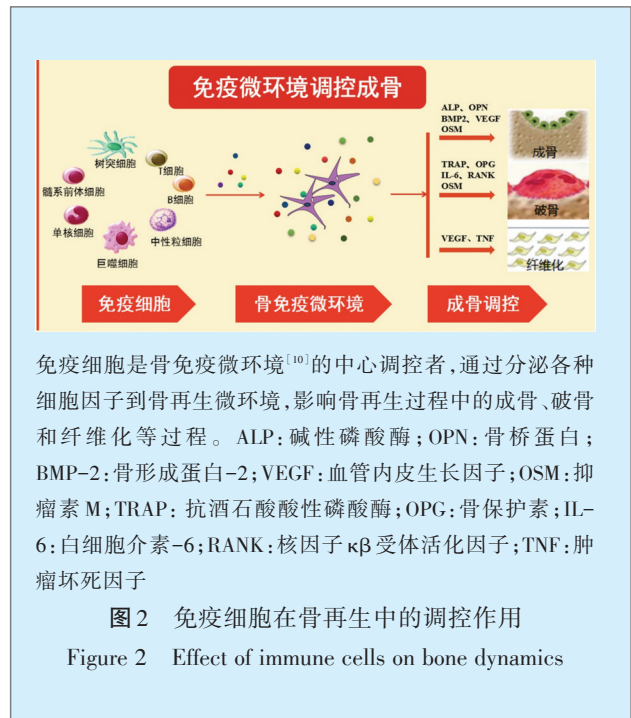 免疫微环境调控成骨
ALP、OPN
BMP2、VEGF
OSM
成骨
树突细胞
T细胞
髓系前体细胞
B细胞
单核细胞
中性粒细胞
巨噬细胞
TRAP、OPG
IL-6、RANK
OSM
破骨
VEGF、TNF
纤维化
免疫细胞
骨免疫微环境
成骨调控
免疫细胞是骨免疫微环境[10]的中心调控者,通过分泌各种
细胞因子到骨再生微环境,影响骨再生过程中的成骨、破骨
和纤维化等过程。ALP:碱性磷酸酶;OPN:骨桥蛋白;
BMP-2:骨形成蛋白-2;VEGF:血管内皮生长因子;OSM:抑
瘤素 M;TRAP: 抗酒石酸酸性磷酸酶;OPG:骨保护素;IL-
6:白细胞介素-6;RANK:核因子 κβ 受体活化因子;TNF:肿
瘤坏死因子
图2 免疫细胞在骨再生中的调控作用
Figure 2 Effect of immune cells on bone dynamics